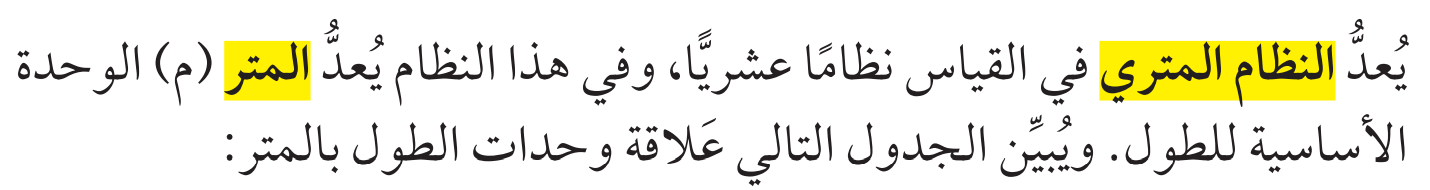 يُعدُّ النظام المتري في القياس نظامًا عشريًّا، وفي هذا النظام يُعدُّ المتر (م) الوحدة
الأساسية للطول. ويُبيِّن الجدول التالي عَلاقة وحدات الطول بالمتر: